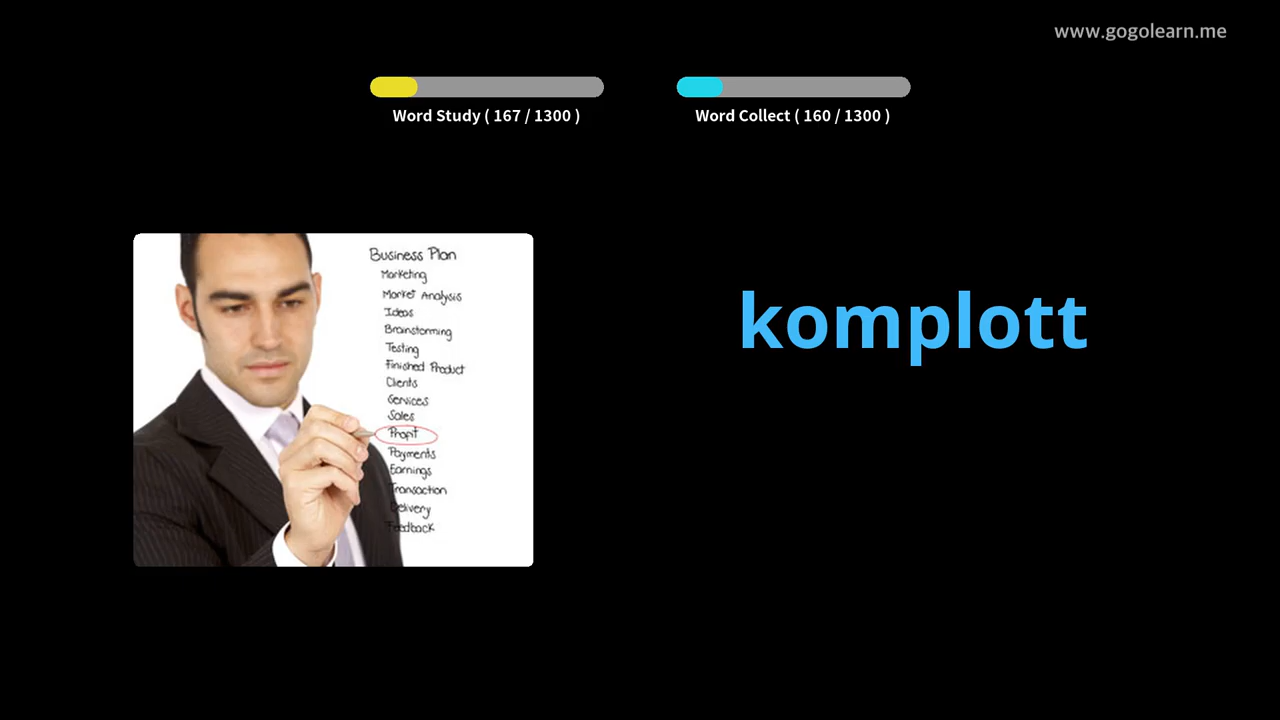 www.gogolearn.me
Word Study ( 167 / 1300 )
Word Collect ( 160 / 1300 )
Business Plan
Marketing
Market Analysis
Ideas
Brainstorming
Testing
Finished Product
Clients
Services
Sales
Profit
Payments
Earnings
Transaction
Delivery
Feedback
komplott